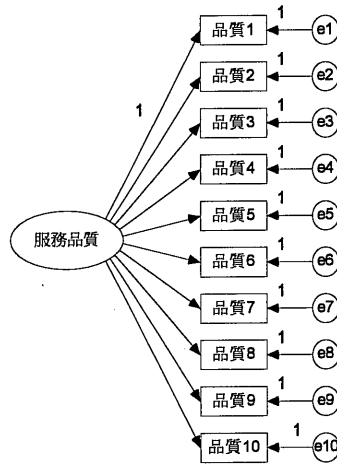 品質1 1 e1
品質2 1 e2
1
品質3 1 e3
品質4 1 e4
品質5 1 e5
服務品質
品質6 1 e6
品質7 1 e7
品質8 1 e8
品質9 1 e9
品質10 1 e10